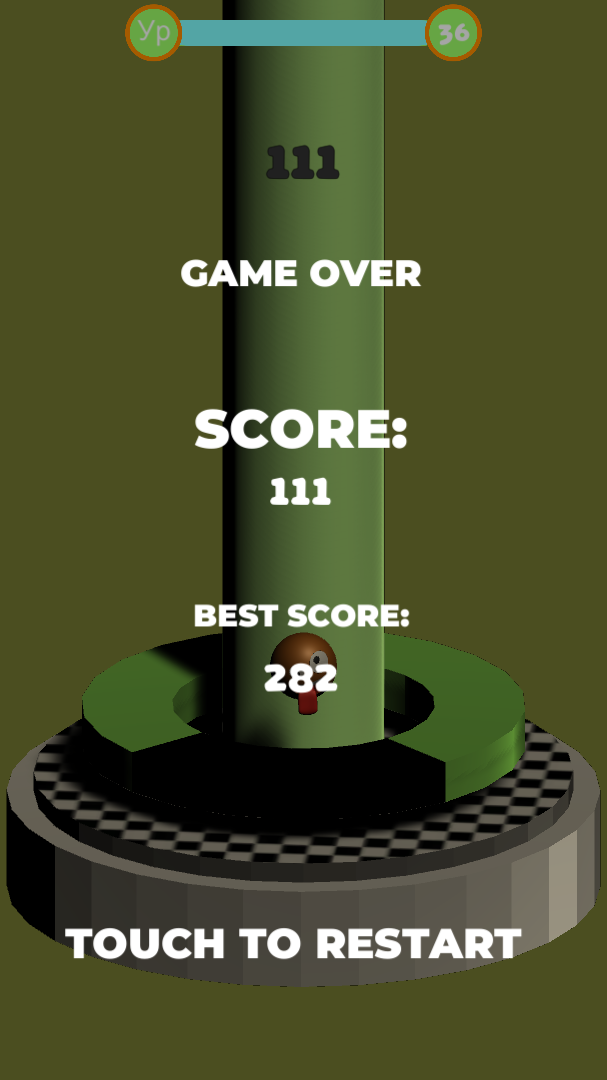 Ур 36
111
GAME OVER
SCORE:
111
BEST SCORE:
282
TOUCH TO RESTART